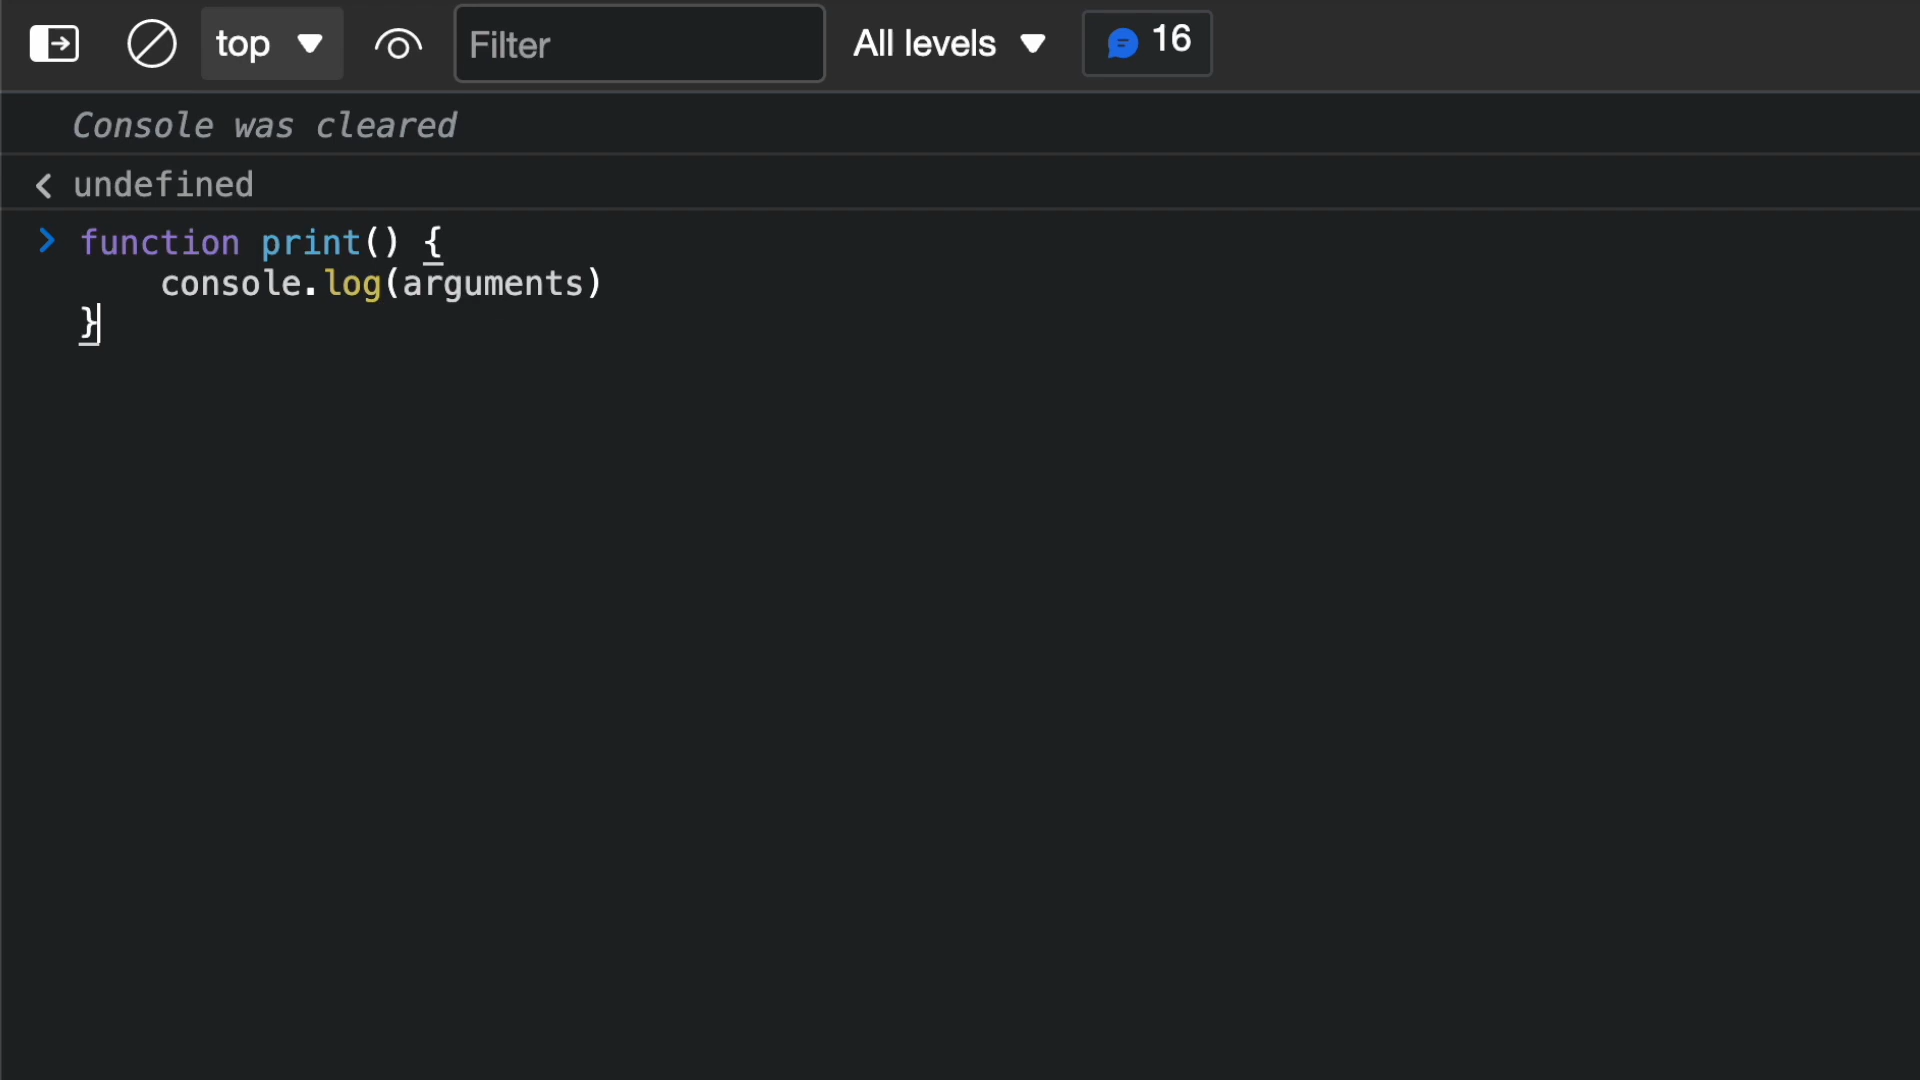 top ▼ Filter All levels ▼ 16
Console was cleared
< undefined
> function print() {
    console.log(arguments)
}